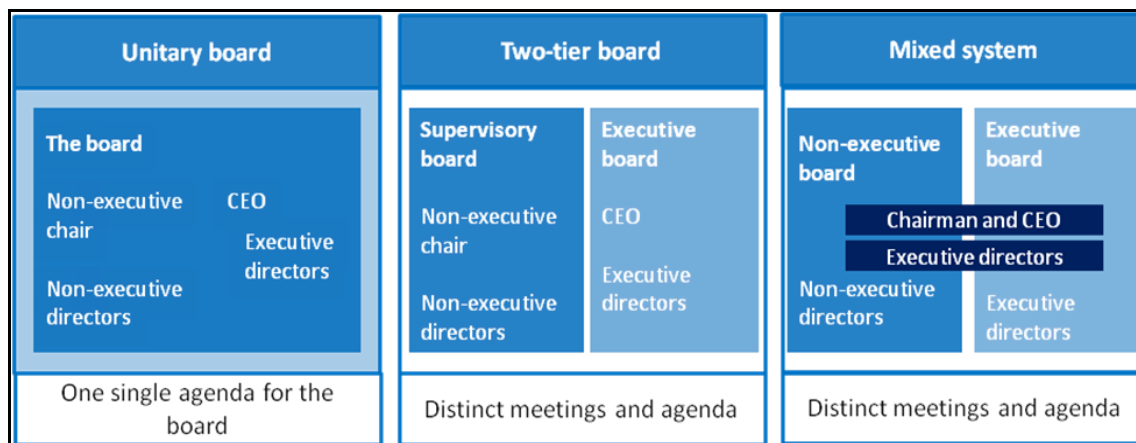 Unitary board
The board
Non-executive
chair
CEO
Executive
directors
Non-executive
directors
One single agenda for the
board
Two-tier board
Supervisory
board
Non-executive
chair
Non-executive
directors
Executive
board
CEO
Executive
directors
Distinct meetings and agenda
Mixed system
Non-executive
board
Executive
board
Chairman and CEO
Executive directors
Non-executive
directors
Executive
directors
Distinct meetings and agenda